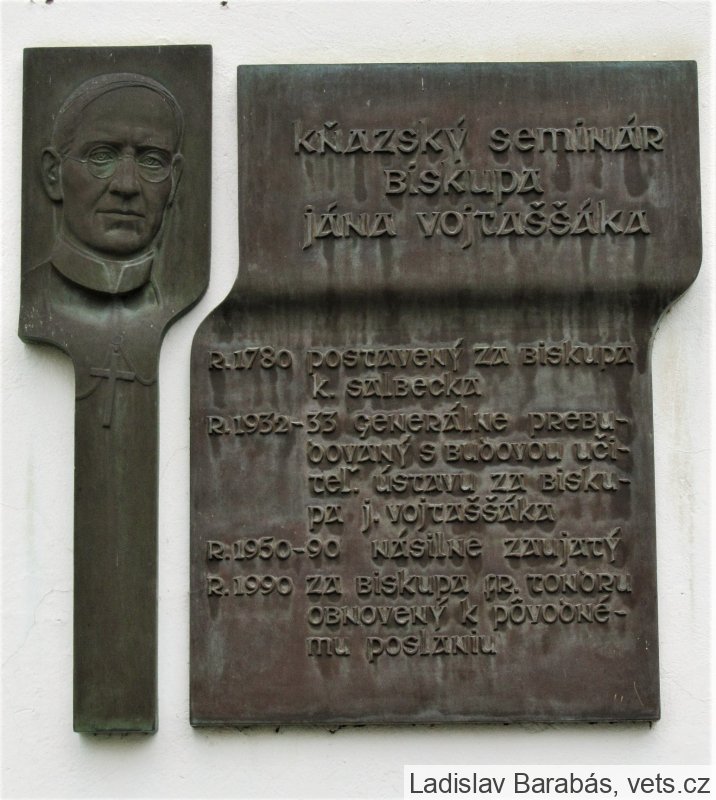 kňazský seminár
biskupa
jána vojtaššáka
r. 1780 postavený za biskupa
k. salbecka
r. 1932-33 generálne prebu-
dovaný s budovou uči-
teľ. ústavu za bisku-
pa j. vojtaššáka
r. 1950-90 násilne zaujatý
r. 1990 za biskupa fr. tondru
obnovený k pôvodné-
mu poslaniu
Ladislav Barabás, vets.cz